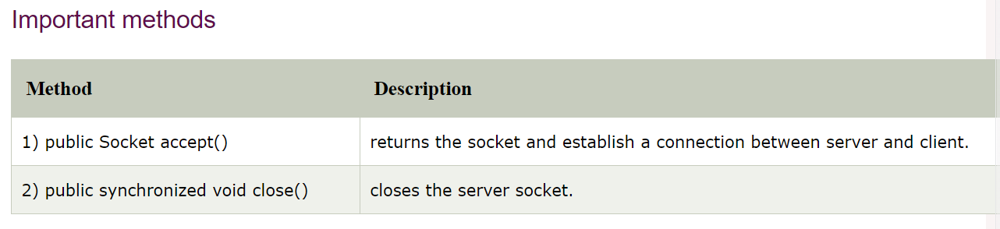 Important methods
Method Description
1) public Socket accept() returns the socket and establish a connection between server and client.
2) public synchronized void close() closes the server socket.